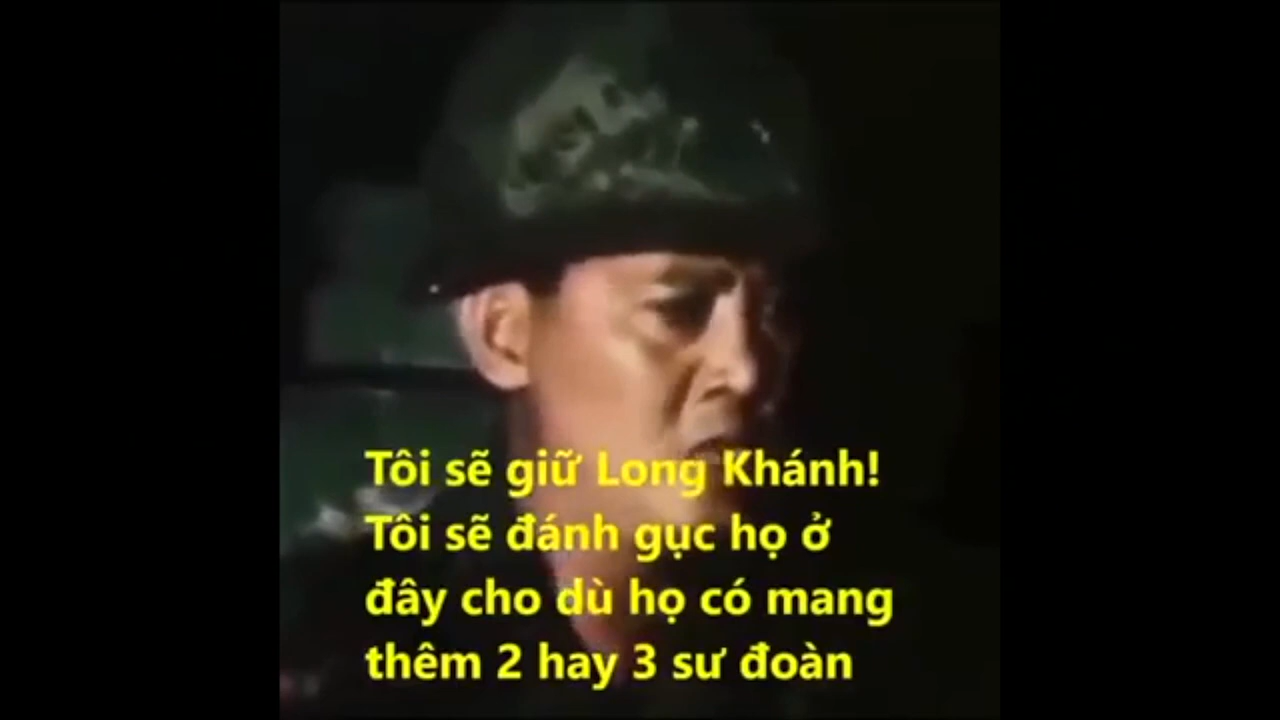 Tôi sẽ giữ Long Khánh!
Tôi sẽ đánh gục họ ở
đây cho dù họ có mang
thêm 2 hay 3 sư đoàn